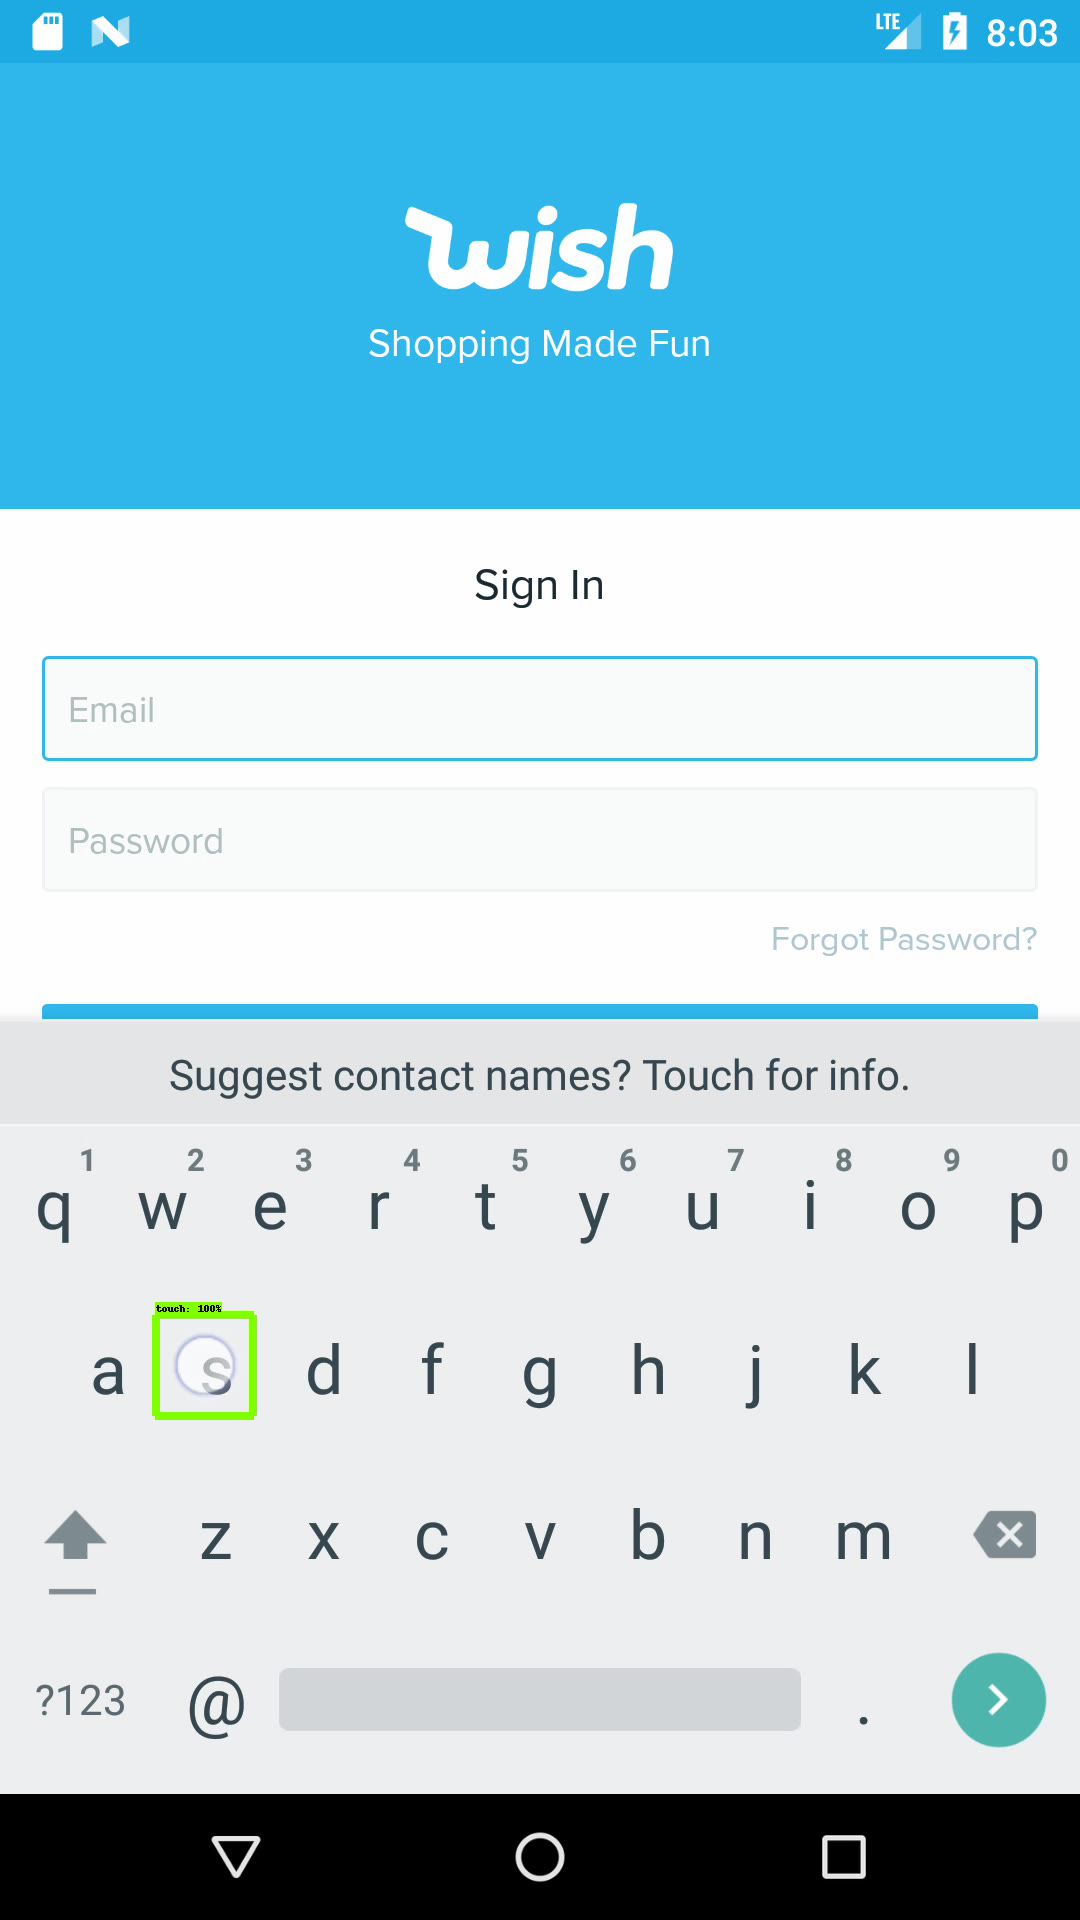 LTE 8:03
wish
Shopping Made Fun
Sign In
Email
Password
Forgot Password?
Suggest contact names? Touch for info.
1 2 3 4 5 6 7 8 9 0
q w e r t y u i o p
touch: 100%
a s d f g h j k l
z x c v b n m
?123 @ .